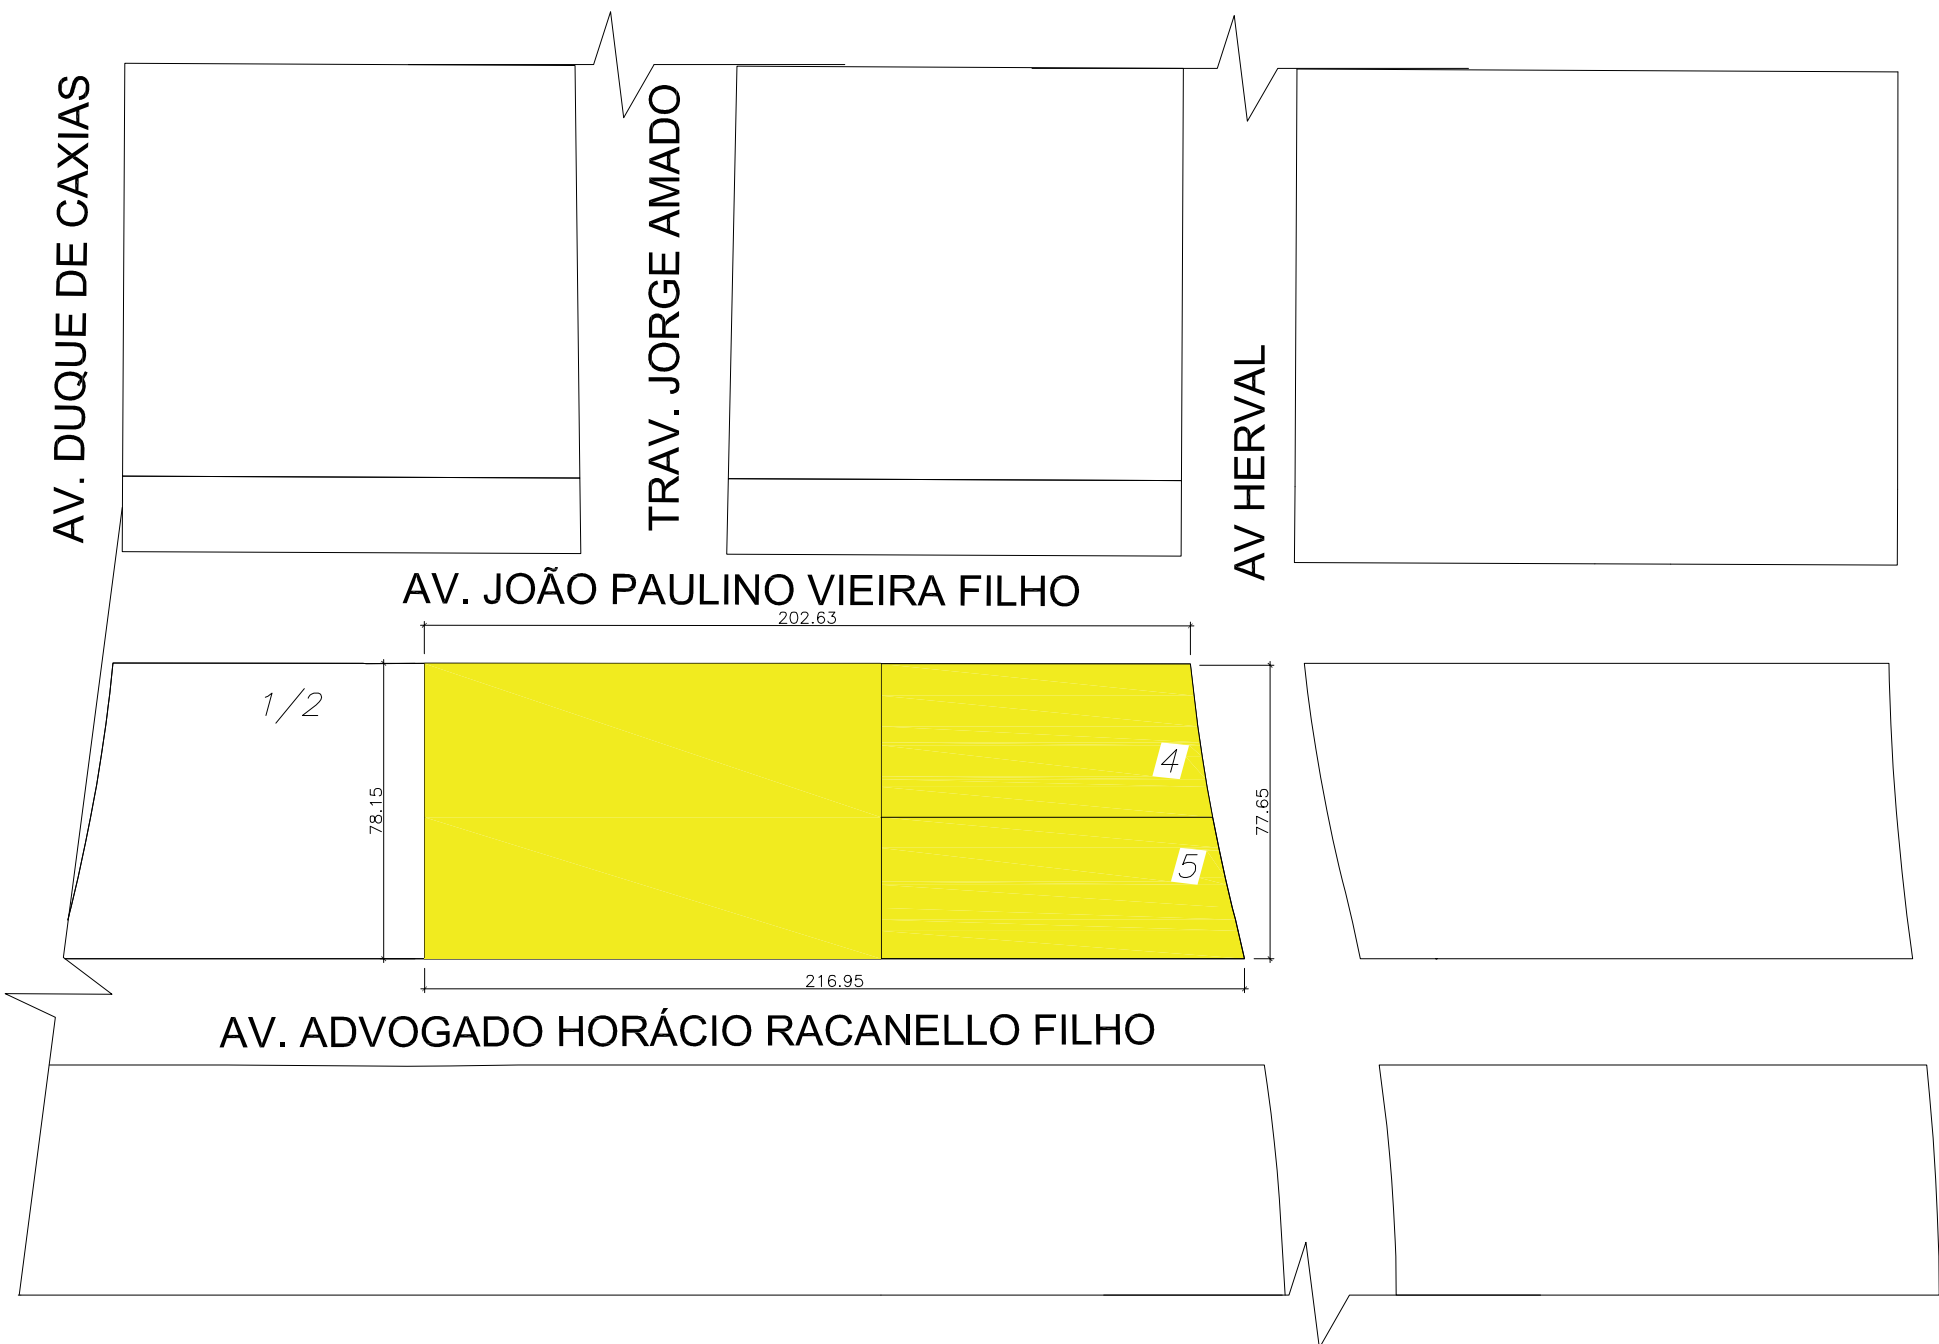 AV. DUQUE DE CAXIAS
TRAV. JORGE AMADO
AV HERVAL
AV. JOÃO PAULINO VIEIRA FILHO
202.63
1/2
4
78.15
77.65
5
216.95
AV. ADVOGADO HORÁCIO RACANELLO FILHO